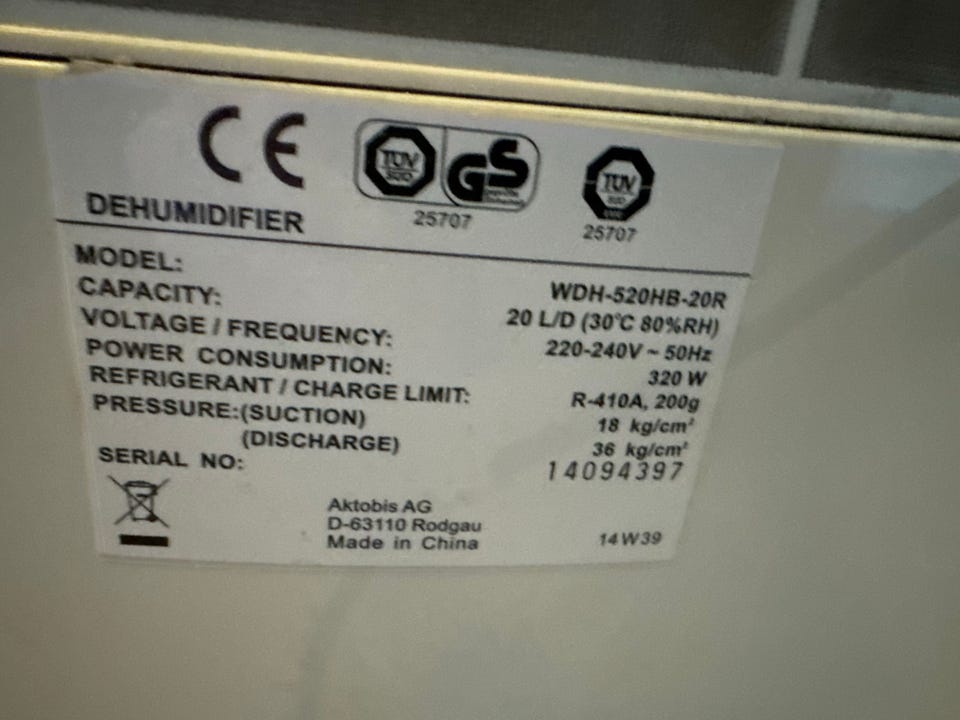 CE
TÜV SÜD
GS
TÜV SÜD
25707
25707
DEHUMIDIFIER
MODEL: WDH-520HB-20R
CAPACITY: 20 L/D (30°C 80%RH)
VOLTAGE / FREQUENCY: 220-240V ~ 50Hz
POWER CONSUMPTION: 320 W
REFRIGERANT / CHARGE LIMIT: R-410A, 200g
PRESSURE:(SUCTION) 18 kg/cm²
(DISCHARGE) 36 kg/cm²
SERIAL NO: 14094397
Aktobis AG
D-63110 Rodgau
Made in China
14W39